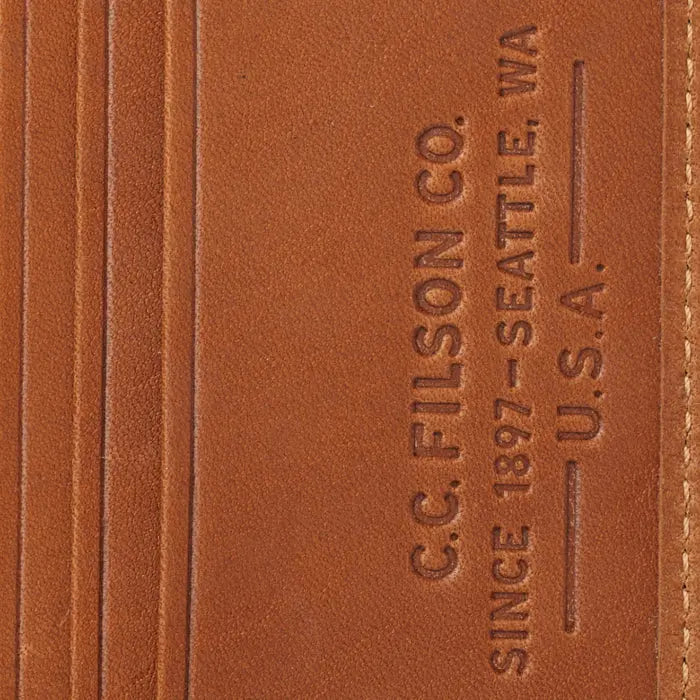 C.C. FILSON CO.
SINCE 1897–SEATTLE, WA
U.S.A.